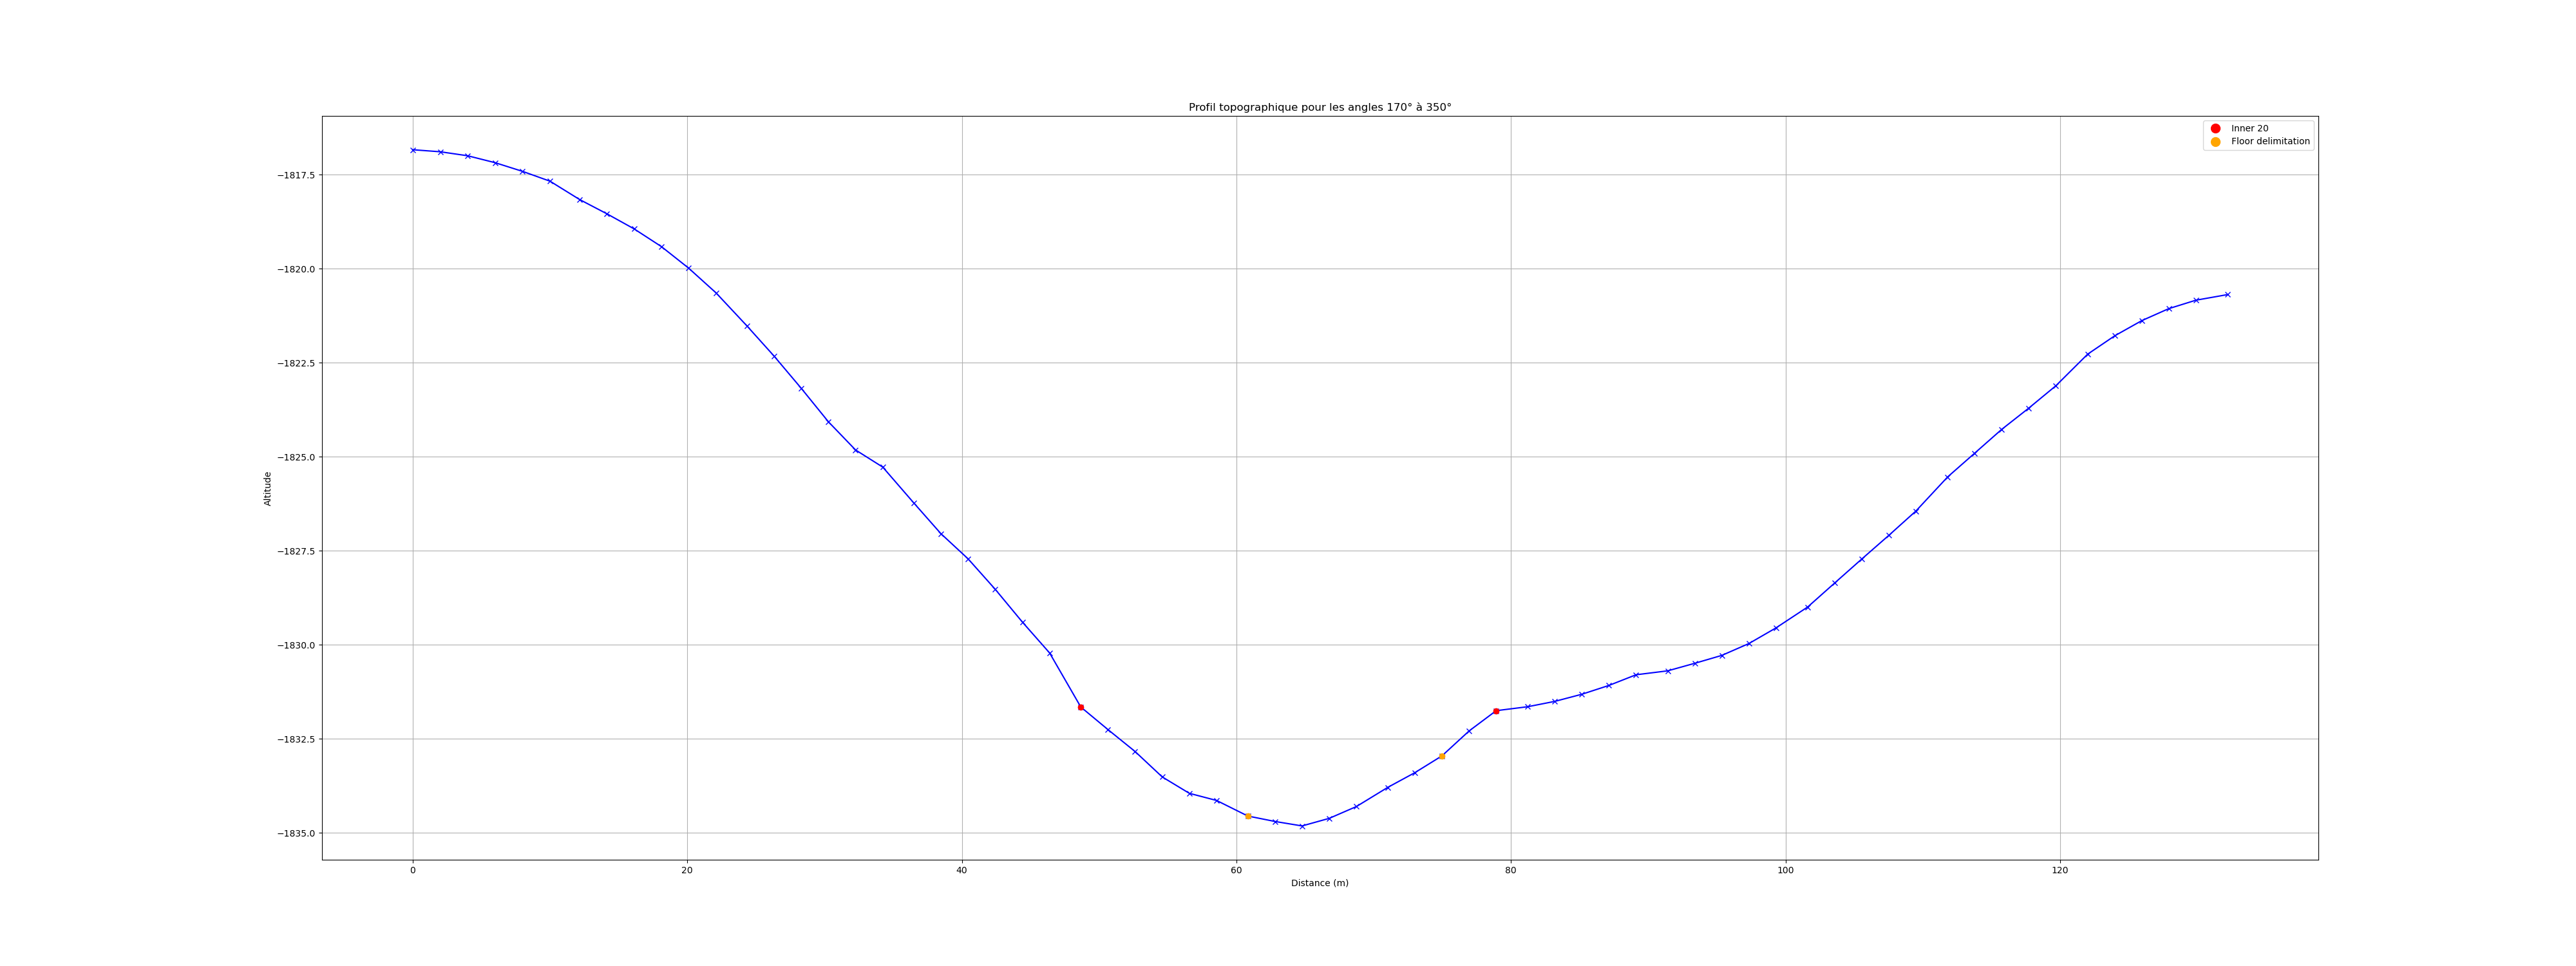 Profil topographique pour les angles 170° à 350°
Inner 20
Floor delimitation
Altitude
−1817.5
−1820.0
−1822.5
−1825.0
−1827.5
−1830.0
−1832.5
−1835.0
0 20 40 60 80 100 120
Distance (m)